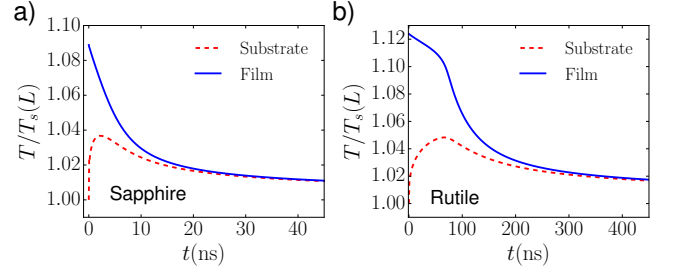 a)
T/T_s(L)
1.10
1.08
1.06
1.04
1.02
1.00
Substrate
Film
Sapphire
0 10 20 30 40
t(ns)
b)
T/T_s(L)
1.12
1.10
1.08
1.06
1.04
1.02
1.00
Substrate
Film
Rutile
0 100 200 300 400
t(ns)